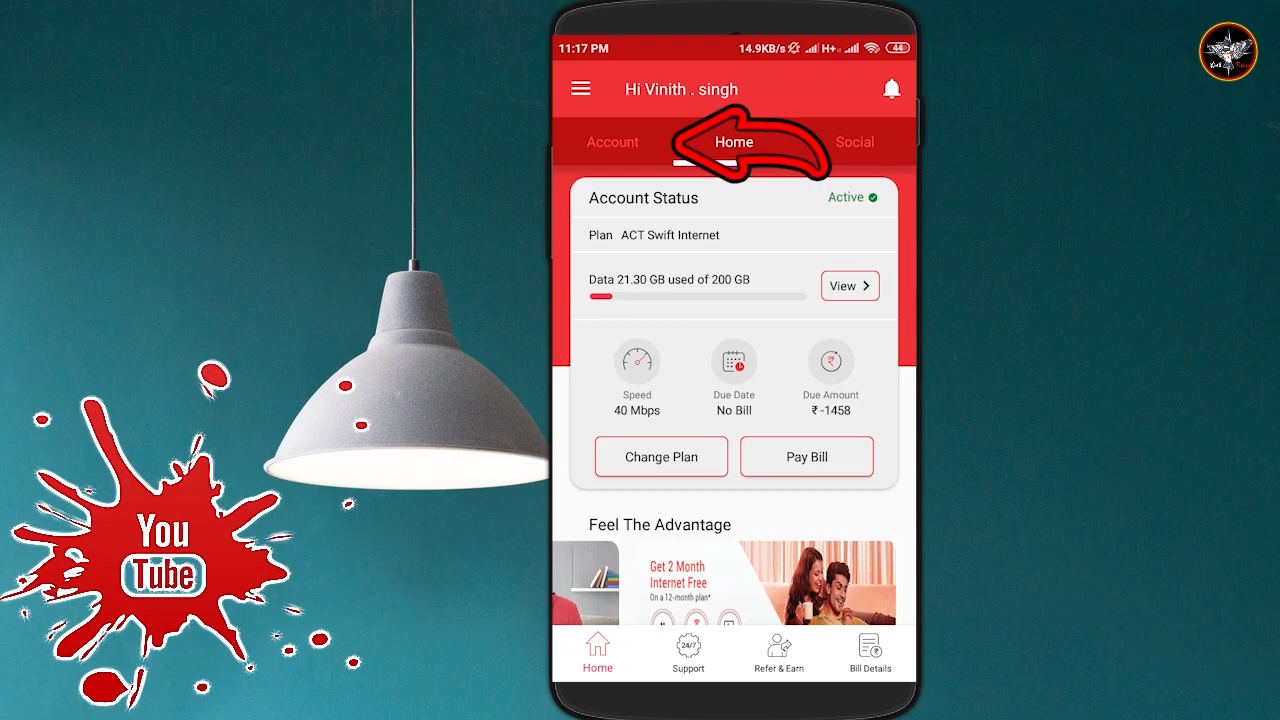 11:17 PM
14.9KB/s H+ 44
Hi Vinith . singh
Account Home Social
Account Status Active
Plan ACT Swift Internet
Data 21.30 GB used of 200 GB
View
Speed Due Date Due Amount
40 Mbps No Bill ₹ -1458
Change Plan Pay Bill
Feel The Advantage
Get 2 Month
Internet Free
On a 12-month plan*
24/7
Home Support Refer & Earn Bill Details
You
Tube